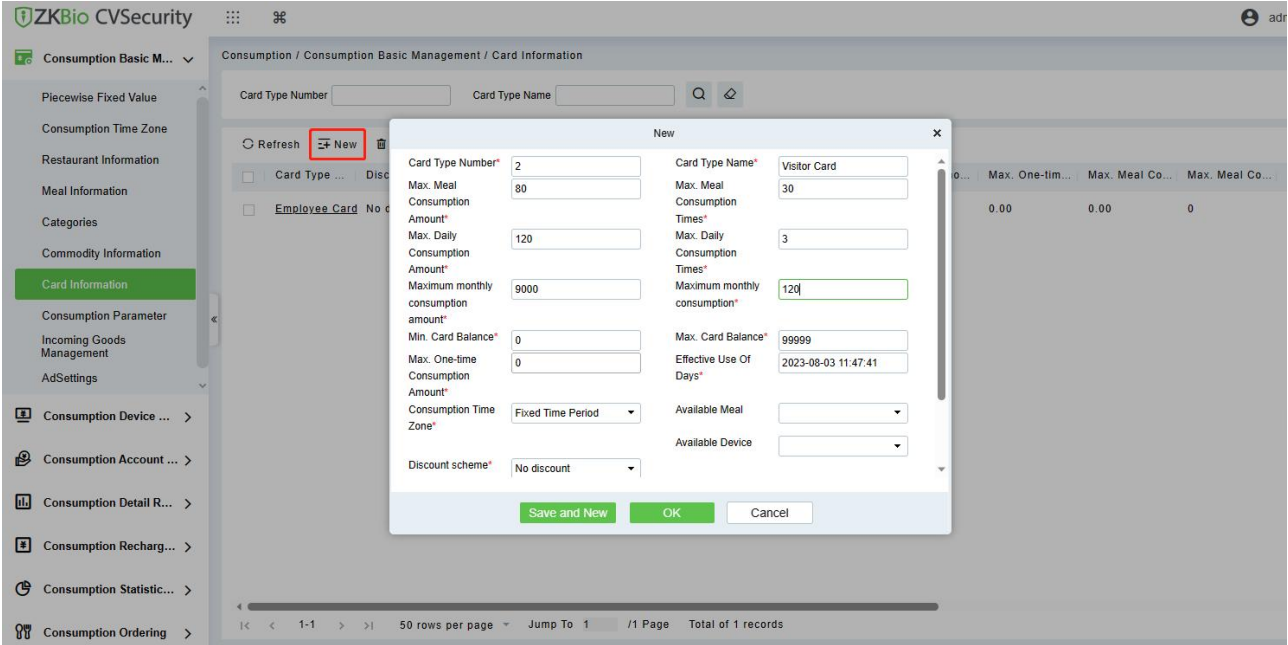 ZKBio CVSecurity
adr
Consumption Basic M...
Piecewise Fixed Value
Consumption Time Zone
Restaurant Information
Meal Information
Categories
Commodity Information
Card Information
Consumption Parameter
Incoming Goods
Management
AdSettings
Consumption Device ...
Consumption Account ...
Consumption Detail R...
Consumption Recharg...
Consumption Statistic...
Consumption Ordering
Consumption / Consumption Basic Management / Card Information
Card Type Number
Card Type Name
Refresh
New
Card Type ...
Disc
o...
Max. One-tim...
Max. Meal Co...
Max. Meal Co...
Employee Card
No d
0.00
0.00
0
New
Card Type Number*
2
Card Type Name*
Visitor Card
Max. Meal
Consumption
Amount*
80
Max. Meal
Consumption
Times*
30
Max. Daily
Consumption
Amount*
120
Max. Daily
Consumption
Times*
3
Maximum monthly
consumption
amount*
9000
Maximum monthly
consumption*
120
Min. Card Balance*
0
Max. Card Balance*
99999
Max. One-time
Consumption
Amount*
0
Effective Use Of
Days*
2023-08-03 11:47:41
Consumption Time
Zone*
Fixed Time Period
Available Meal
Available Device
Discount scheme*
No discount
Save and New
OK
Cancel
1-1
50 rows per page
Jump To 1 /1 Page
Total of 1 records